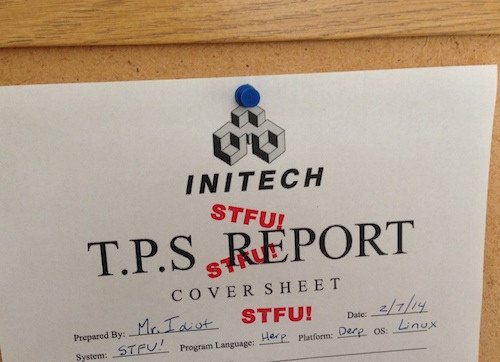 INITECH
STFU!
T.P.S REPORT
STFU!
COVER SHEET
STFU!
Prepared By: Mr. Idiot Date: 2/7/14
System: STFU! Program Language: Herp Platform: Derp OS: Linux